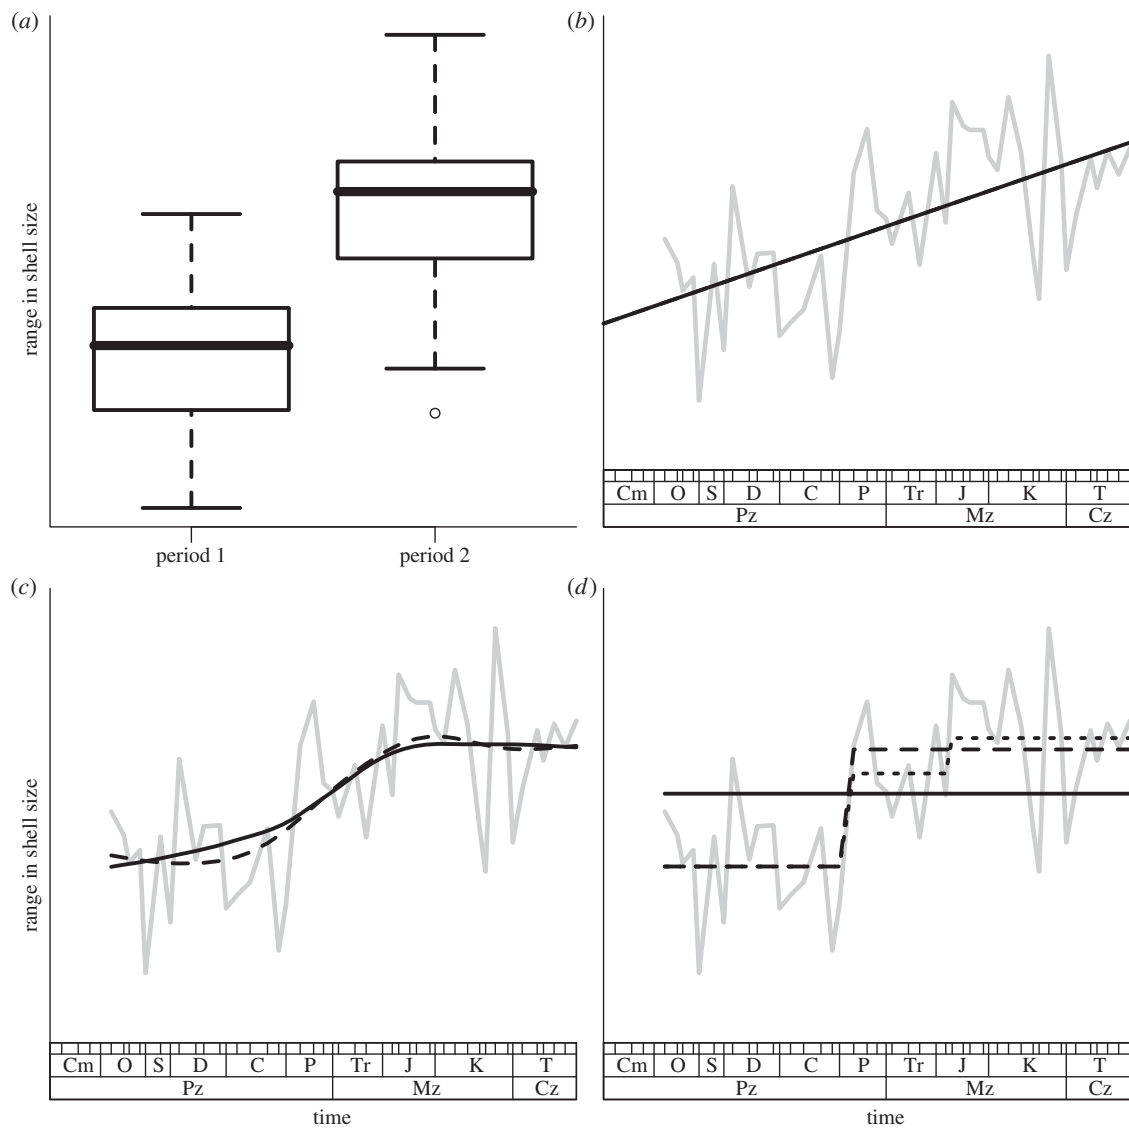 (a)
range in shell size
period 1 period 2
(b)
Cm O S D C P Tr J K T
Pz Mz Cz
(c)
range in shell size
Cm O S D C P Tr J K T
Pz Mz Cz
time
(d)
Cm O S D C P Tr J K T
Pz Mz Cz
time